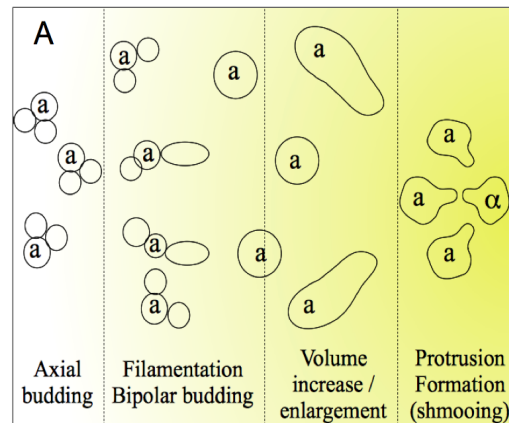 A
a
a
a
a
a
a
a
a
a
a
a
a
a
a
α
a
Axial
budding
Filamentation
Bipolar budding
Volume
increase /
enlargement
Protrusion
Formation
(shmooing)